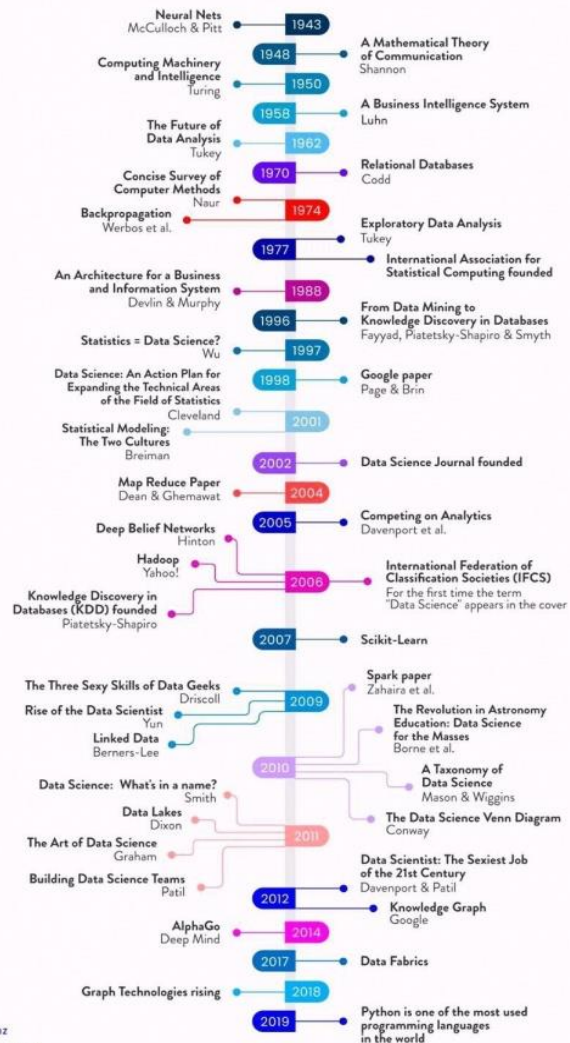 Neural Nets
McCulloch & Pitt
1943
1948
A Mathematical Theory
of Communication
Shannon
Computing Machinery
and Intelligence
Turing
1950
1958
A Business Intelligence System
Luhn
The Future of
Data Analysis
Tukey
1962
1970
Relational Databases
Codd
Concise Survey of
Computer Methods
Naur
Backpropagation
Werbos et al.
1974
1977
Exploratory Data Analysis
Tukey
International Association for
Statistical Computing founded
An Architecture for a Business
and Information System
Devlin & Murphy
1988
1996
From Data Mining to
Knowledge Discovery in Databases
Fayyad, Piatetsky-Shapiro & Smyth
Statistics = Data Science?
Wu
1997
1998
Google paper
Page & Brin
Data Science: An Action Plan for
Expanding the Technical Areas
of the Field of Statistics
Cleveland
Statistical Modeling:
The Two Cultures
Breiman
2001
2002
Data Science Journal founded
Map Reduce Paper
Dean & Ghemawat
2004
2005
Competing on Analytics
Davenport et al.
Deep Belief Networks
Hinton
Hadoop
Yahoo!
Knowledge Discovery in
Databases (KDD) founded
Piatetsky-Shapiro
2006
International Federation of
Classification Societies (IFCS)
For the first time the term
"Data Science" appears in the cover
2007
Scikit-Learn
The Three Sexy Skills of Data Geeks
Driscoll
Rise of the Data Scientist
Yun
Linked Data
Berners-Lee
2009
2010
Spark paper
Zahaira et al.
The Revolution in Astronomy
Education: Data Science
for the Masses
Borne et al.
A Taxonomy of
Data Science
Mason & Wiggins
The Data Science Venn Diagram
Conway
Data Science: What's in a name?
Smith
Data Lakes
Dixon
The Art of Data Science
Graham
Building Data Science Teams
Patil
2011
2012
Data Scientist: The Sexiest Job
of the 21st Century
Davenport & Patil
Knowledge Graph
Google
AlphaGo
Deep Mind
2014
2017
Data Fabrics
Graph Technologies rising
2018
2019
Python is one of the most used
programming languages
in the world